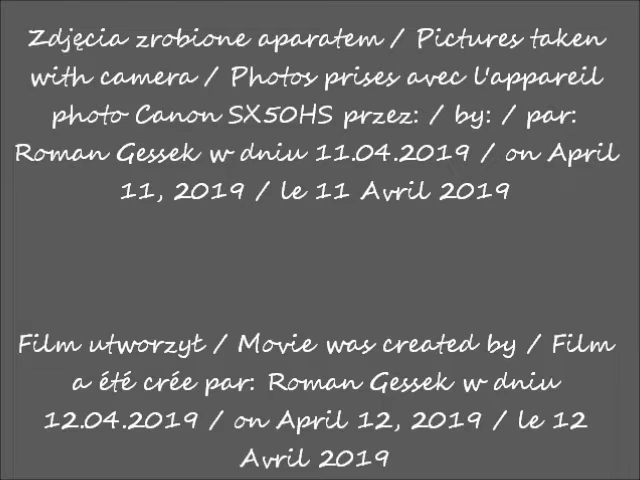 Zdjęcia zrobione aparatem / Pictures taken
with camera / Photos prises avec l'appareil
photo Canon SX50HS przez: / by: / par:
Roman Gessek w dniu 11.04.2019 / on April
11, 2019 / le 11 Avril 2019
Film utworzył / Movie was created by / Film
a été crée par: Roman Gessek w dniu
12.04.2019 / on April 12, 2019 / le 12
Avril 2019